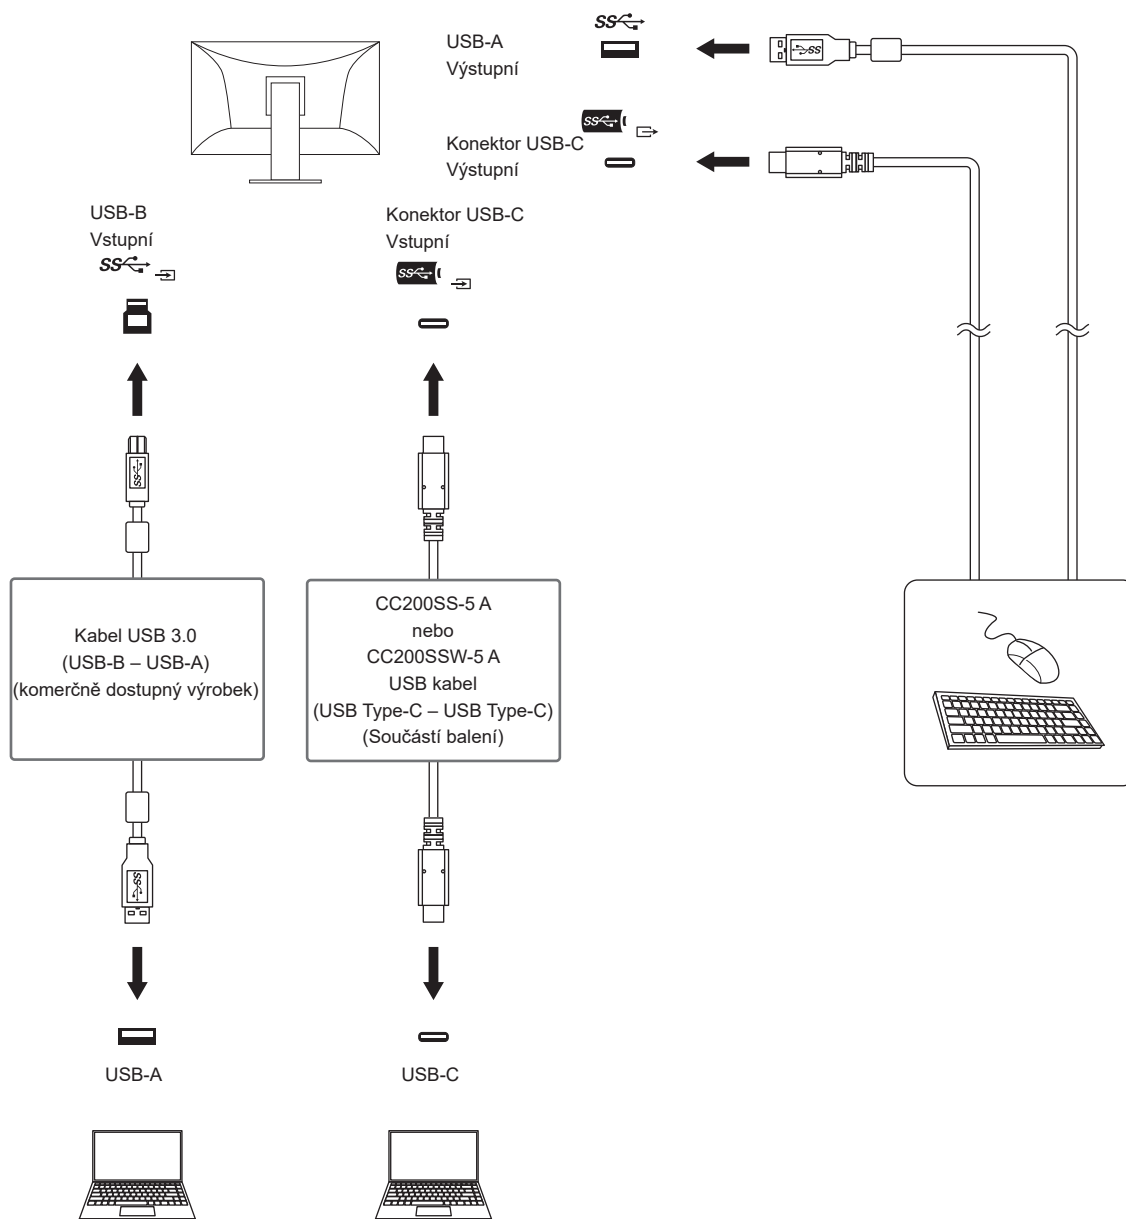 USB-A
Výstupní
Konektor USB-C
Výstupní
USB-B
Vstupní
Konektor USB-C
Vstupní
Kabel USB 3.0
(USB-B – USB-A)
(komerčně dostupný výrobek)
CC200SS-5 A
nebo
CC200SSW-5 A
USB kabel
(USB Type-C – USB Type-C)
(Součástí balení)
USB-A
USB-C